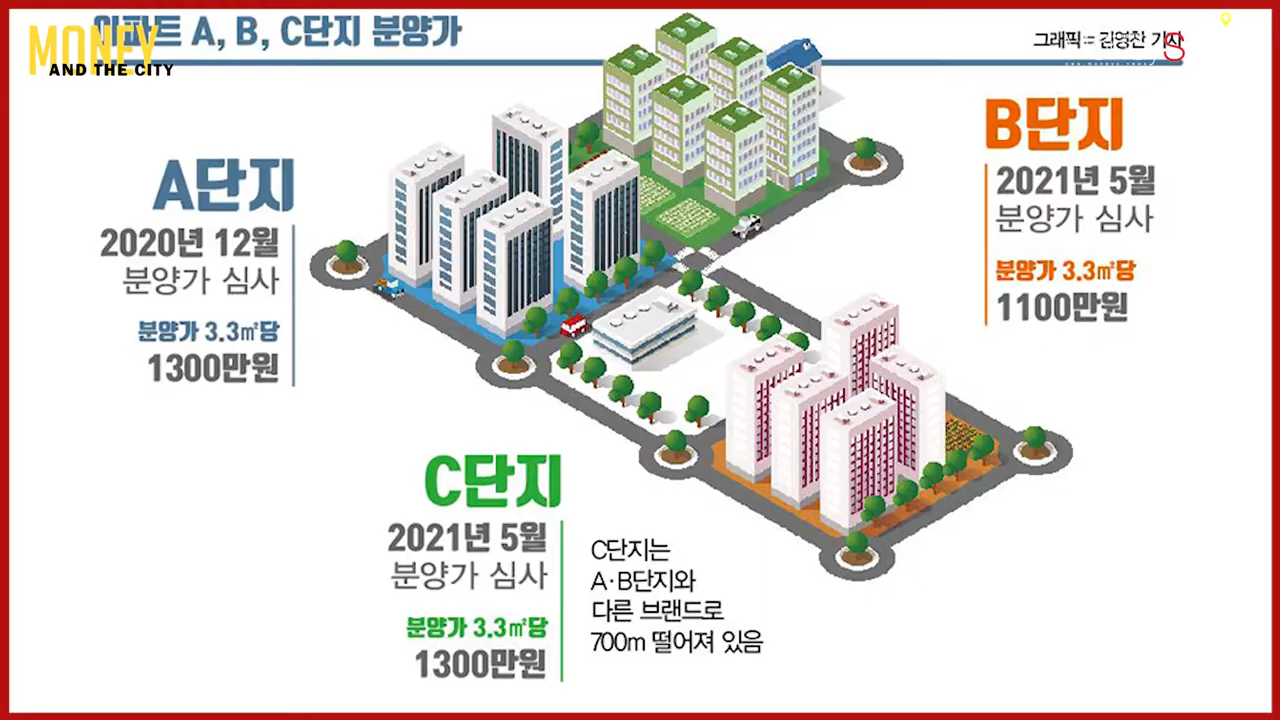 MONEY
AND THE CITY
아파트 A, B, C단지 분양가
그래픽=김영찬 기자
A단지
2020년 12월
분양가 심사
분양가 3.3㎡당
1300만원
B단지
2021년 5월
분양가 심사
분양가 3.3㎡당
1100만원
C단지
2021년 5월
분양가 심사
분양가 3.3㎡당
1300만원
C단지는
A·B단지와
다른 브랜드로
700m 떨어져 있음